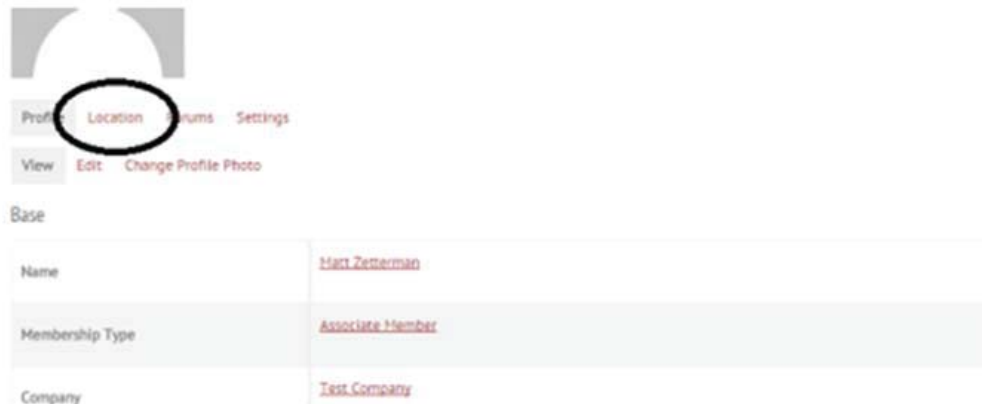 Profile Location Forums Settings
View Edit Change Profile Photo
Base
Name Matt Zetterman
Membership Type Associate Member
Company Test Company